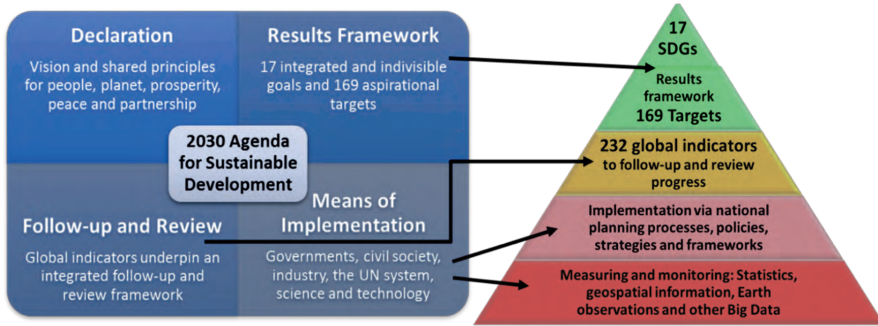 Declaration
Vision and shared principles
for people, planet, prosperity,
peace and partnership
Results Framework
17 integrated and indivisible
goals and 169 aspirational
targets
2030 Agenda
for Sustainable
Development
Follow-up and Review
Global indicators underpin an
integrated follow-up and
review framework
Means of
Implementation
Governments, civil society,
industry, the UN system,
science and technology
17
SDGs
Results
framework
169 Targets
232 global indicators
to follow-up and review
progress
Implementation via national
planning processes, policies,
strategies and frameworks
Measuring and monitoring: Statistics,
geospatial information, Earth
observations and other Big Data